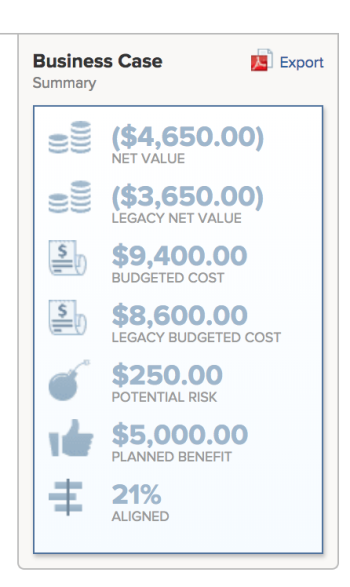 Business Case
Export
Summary
($4,650.00)
NET VALUE
($3,650.00)
LEGACY NET VALUE
$9,400.00
BUDGETED COST
$8,600.00
LEGACY BUDGETED COST
$250.00
POTENTIAL RISK
$5,000.00
PLANNED BENEFIT
21%
ALIGNED